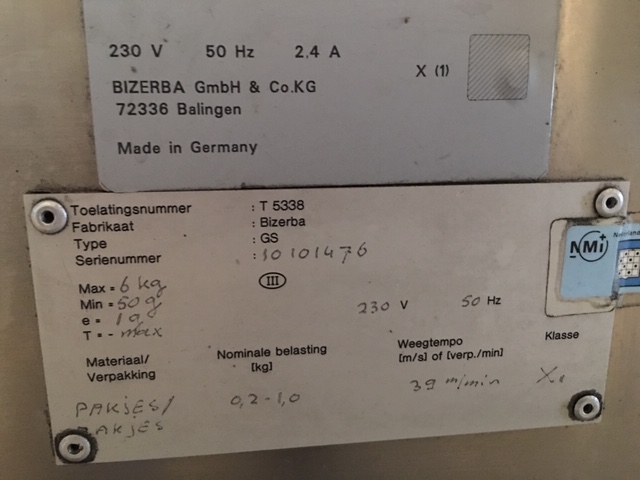 230 V 50 Hz 2,4 A
BIZERBA GmbH & Co.KG X (1)
72336 Balingen
Made in Germany
Toelatingsnummer : T 5338
Fabrikaat : Bizerba
Type : GS
Serienummer : 10101476
NMi
Max = 6 kg III
Min = 50 g 230 V 50 Hz
e = 1g
T = - max
Materiaal/ Nominale belasting Weegtempo Klasse
Verpakking [kg] [m/s] of (verp./min]
PAKJES/ 0,2-1,0 39 m/min
ZAKJES